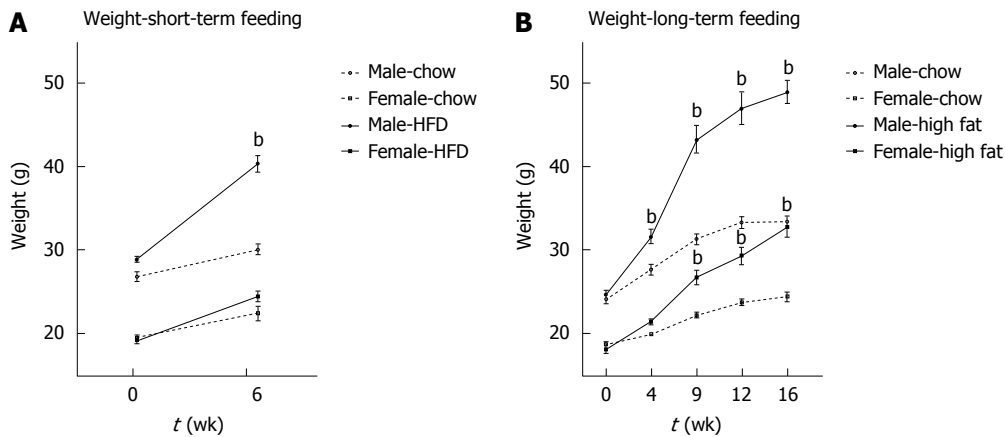 A
Weight-short-term feeding
50
40
30
20
Weight (g)
0
6
t (wk)
b
Male-chow
Female-chow
Male-HFD
Female-HFD
B
Weight-long-term feeding
50
40
30
20
Weight (g)
0
4
9
12
16
t (wk)
b
b
b
b
b
b
b
Male-chow
Female-chow
Male-high fat
Female-high fat